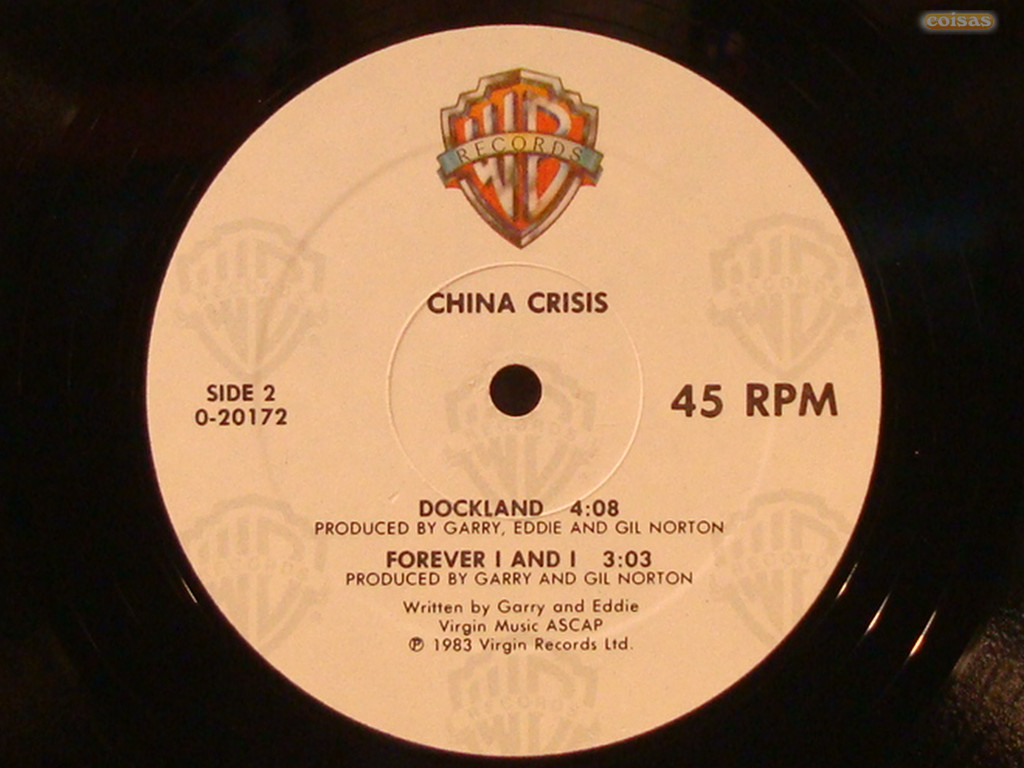 coisas
RECORDS
CHINA CRISIS
SIDE 2
0-20172
45 RPM
DOCKLAND 4:08
PRODUCED BY GARRY, EDDIE AND GIL NORTON
FOREVER I AND I 3:03
PRODUCED BY GARRY AND GIL NORTON
Written by Garry and Eddie
Virgin Music ASCAP
℗ 1983 Virgin Records Ltd.